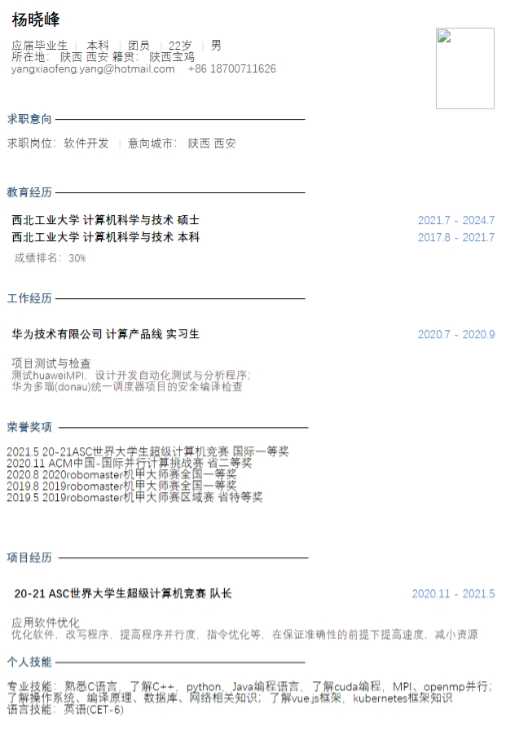 杨晓峰
应届毕业生 | 本科 | 团员 | 22岁 | 男
所在地： 陕西 西安 籍贯： 陕西宝鸡
yangxiaofeng.yang@hotmail.com +86 18700711626
求职意向
求职岗位：软件开发 | 意向城市： 陕西 西安
教育经历
西北工业大学 计算机科学与技术 硕士 2021.7 - 2024.7
西北工业大学 计算机科学与技术 本科 2017.8 - 2021.7
成绩排名：30%
工作经历
华为技术有限公司 计算产品线 实习生 2020.7 - 2020.9
项目测试与检查
测试huaweiMPI，设计开发自动化测试与分析程序；
华为多瑙(donau)统一调度器项目的安全编译检查
荣誉奖项
2021.5 20-21ASC世界大学生超级计算机竞赛 国际一等奖
2020.11 ACM中国-国际并行计算挑战赛 省二等奖
2020.8 2020robomaster机甲大师赛全国一等奖
2019.8 2019robomaster机甲大师赛全国一等奖
2019.5 2019robomaster机甲大师赛区域赛 省特等奖
项目经历
20-21 ASC世界大学生超级计算机竞赛 队长 2020.11 - 2021.5
应用软件优化
优化软件，改写程序，提高程序并行度，指令优化等，在保证准确性的前提下提高速度，减小资源
个人技能
专业技能：熟悉C语言，了解C++，python，Java编程语言，了解cuda编程，MPI、openmp并行；
了解操作系统、编译原理、数据库、网络相关知识；了解vue.js框架，kubernetes框架知识
语言技能：英语(CET-6)